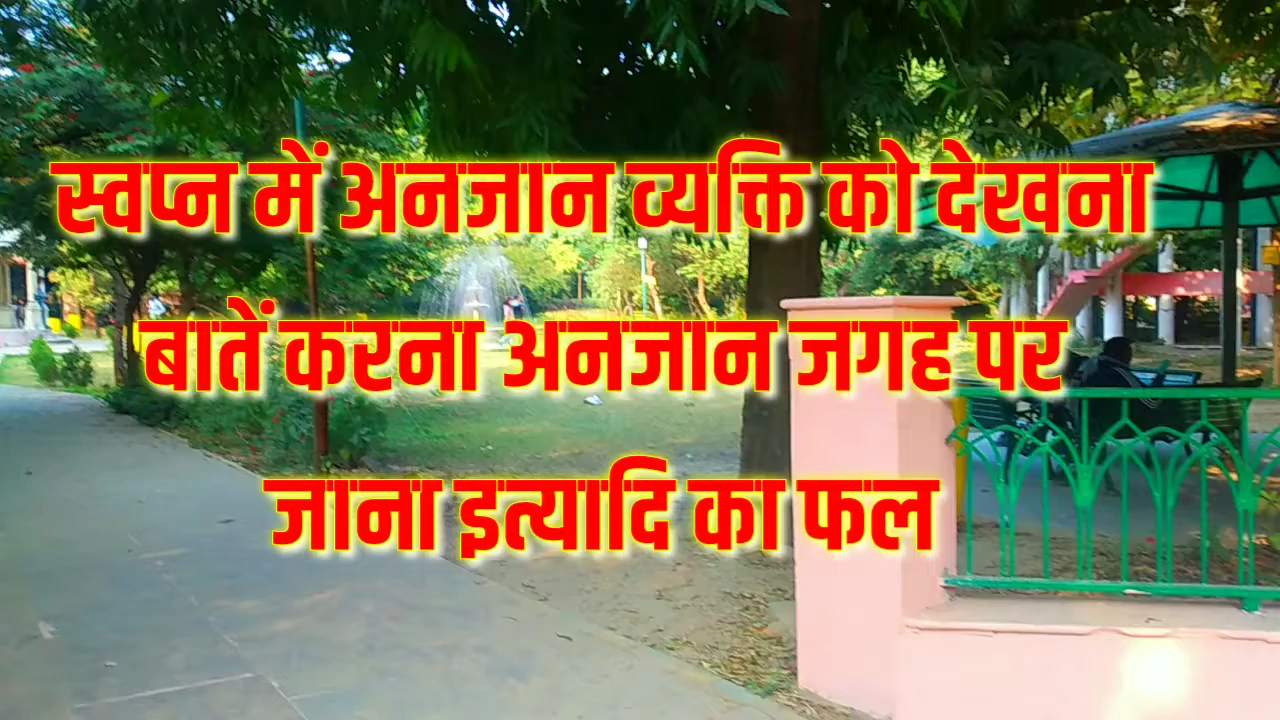 स्वप्न में अनजान व्यक्ति को देखना
बातें करना अनजान जगह पर
जाना इत्यादि का फल